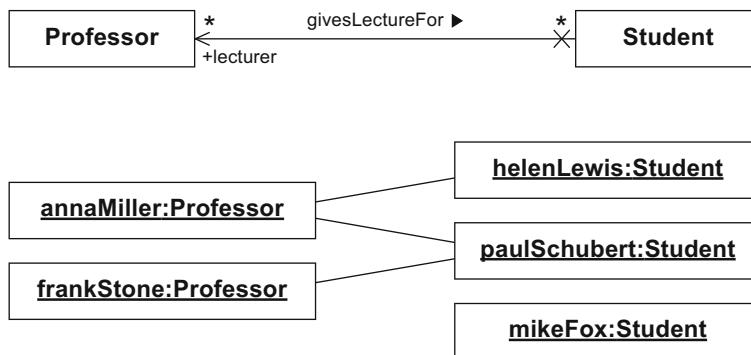 * givesLectureFor ▶ *
Professor Student
+lecturer
helenLewis:Student
annaMiller:Professor
paulSchubert:Student
frankStone:Professor
mikeFox:Student